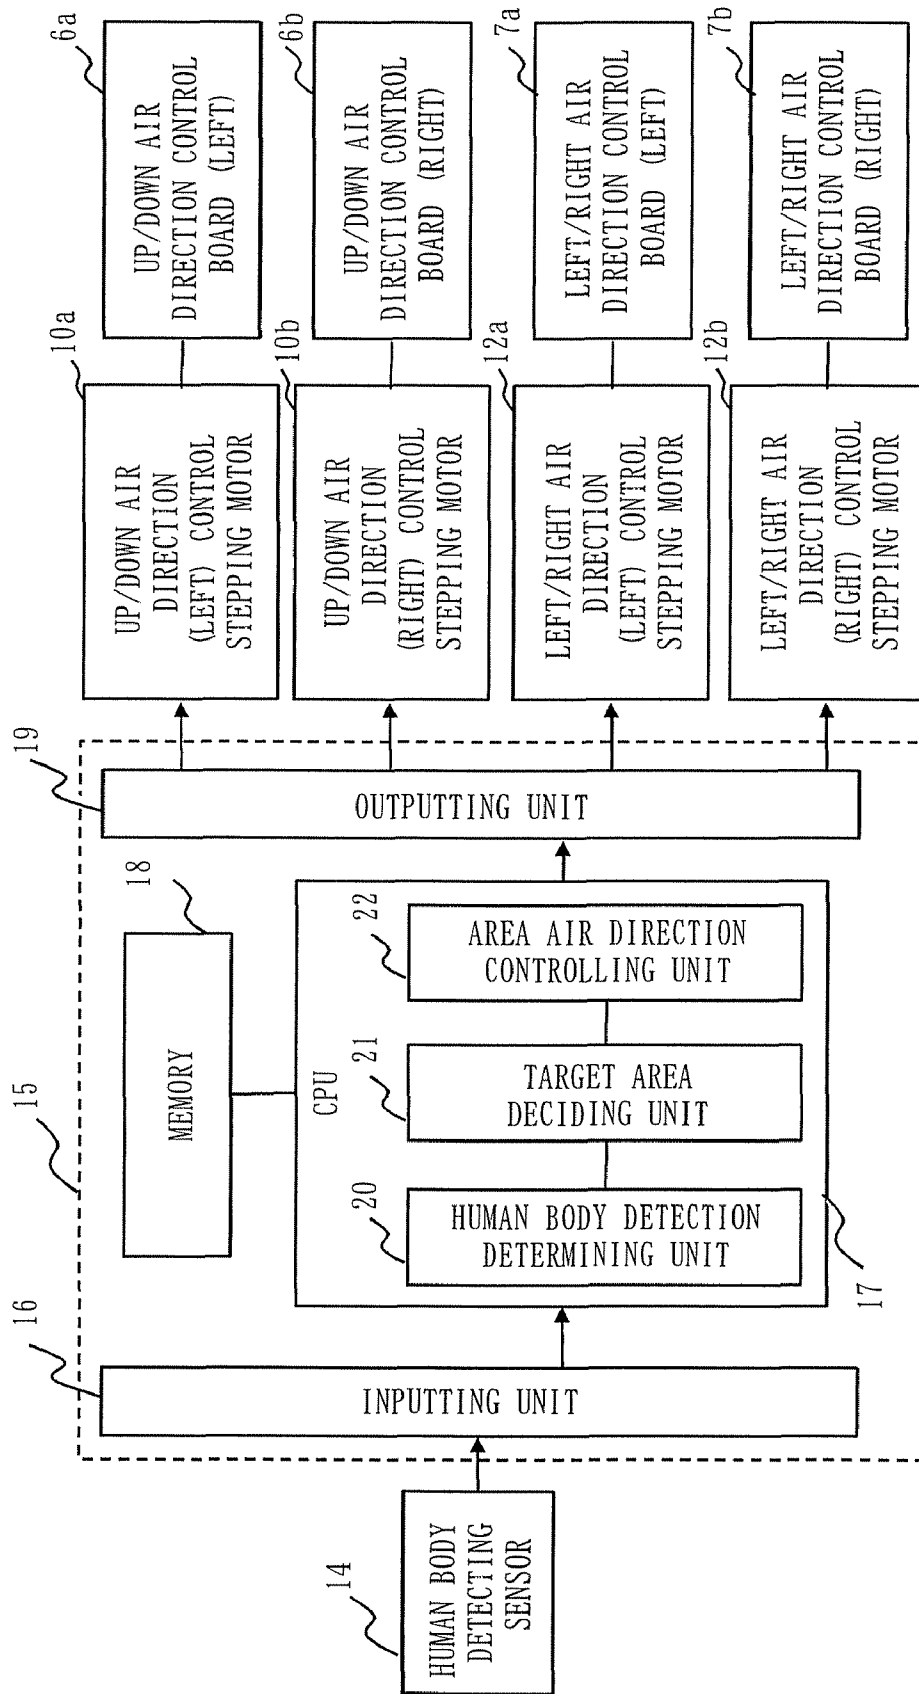 14
HUMAN BODY
DETECTING
SENSOR
15
16
INPUTTING UNIT
18
MEMORY
CPU
17
20
HUMAN BODY DETECTION
DETERMINING UNIT
21
TARGET AREA
DECIDING UNIT
22
AREA AIR DIRECTION
CONTROLLING UNIT
19
OUTPUTTING UNIT
10a
UP/DOWN AIR
DIRECTION
(LEFT) CONTROL
STEPPING MOTOR
6a
UP/DOWN AIR
DIRECTION CONTROL
BOARD (LEFT)
10b
UP/DOWN AIR
DIRECTION
(RIGHT) CONTROL
STEPPING MOTOR
6b
UP/DOWN AIR
DIRECTION CONTROL
BOARD (RIGHT)
12a
LEFT/RIGHT AIR
DIRECTION
(LEFT) CONTROL
STEPPING MOTOR
7a
LEFT/RIGHT AIR
DIRECTION CONTROL
BOARD (LEFT)
12b
LEFT/RIGHT AIR
DIRECTION
(RIGHT) CONTROL
STEPPING MOTOR
7b
LEFT/RIGHT AIR
DIRECTION CONTROL
BOARD (RIGHT)